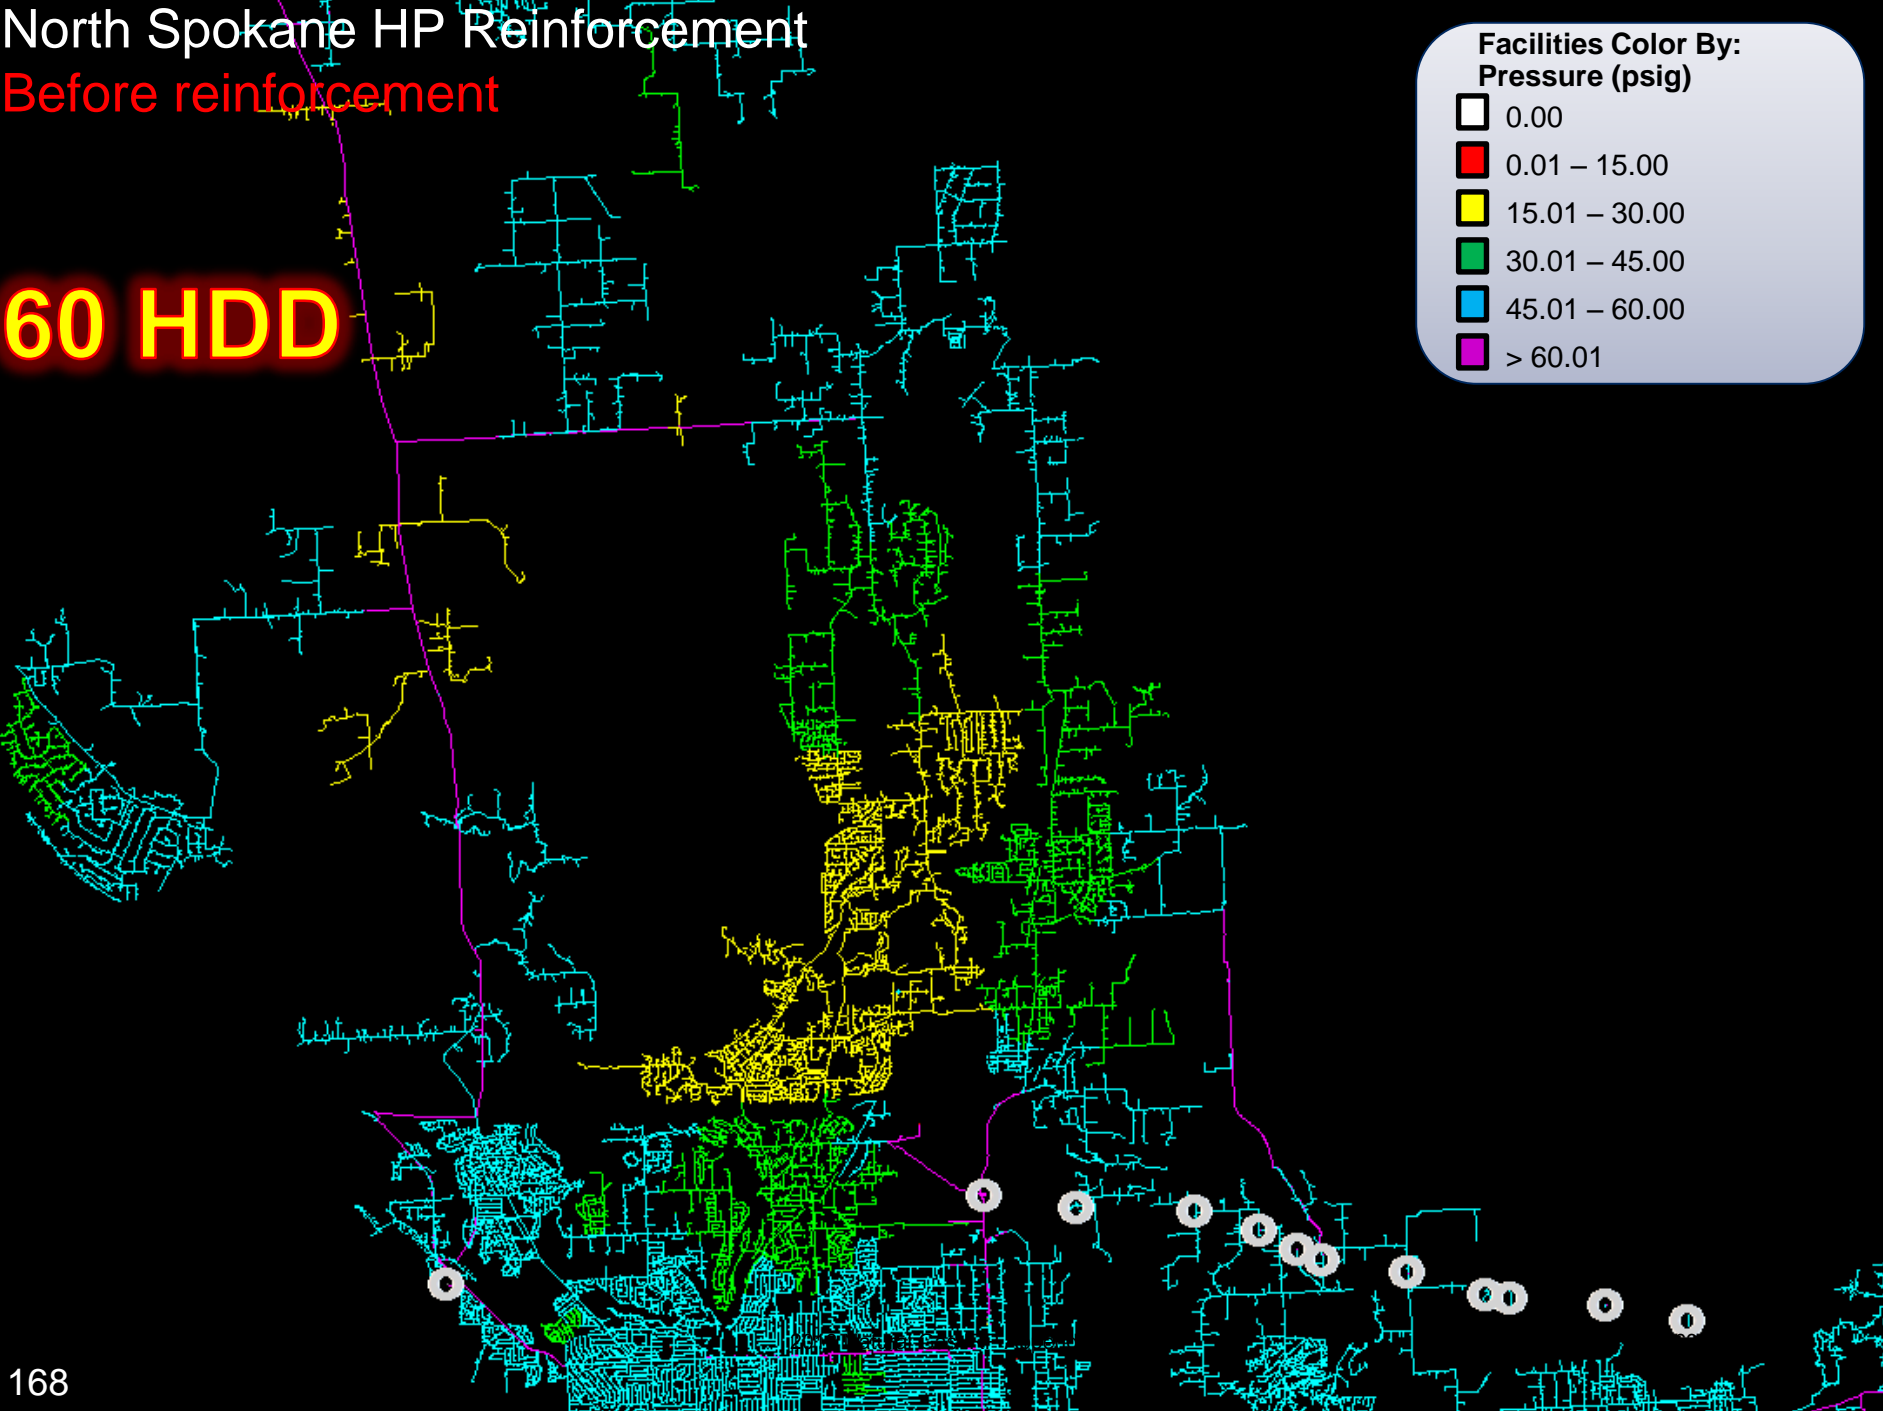 North Spokane HP Reinforcement
Before reinforcement
60 HDD
Facilities Color By:
Pressure (psig)
0.00
0.01 – 15.00
15.01 – 30.00
30.01 – 45.00
45.01 – 60.00
> 60.01
168